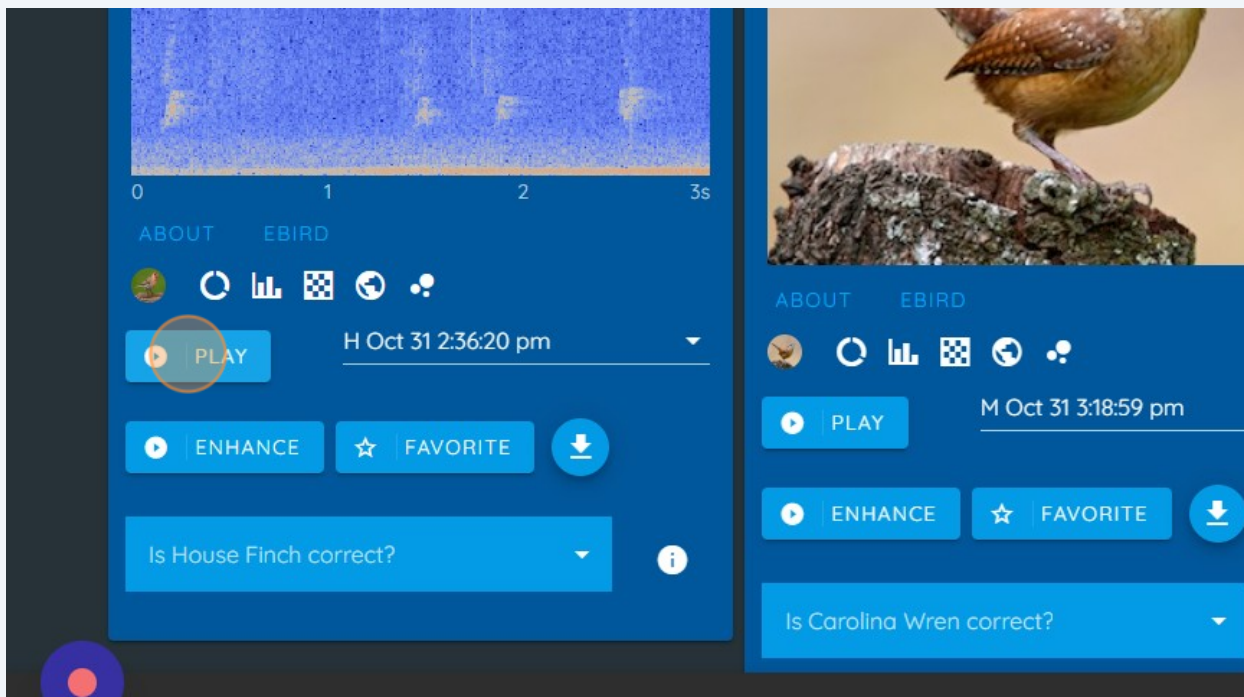 0 1 2 3s
ABOUT EBIRD
PLAY
H Oct 31 2:36:20 pm
ENHANCE FAVORITE
Is House Finch correct?
ABOUT EBIRD
PLAY
M Oct 31 3:18:59 pm
ENHANCE FAVORITE
Is Carolina Wren correct?